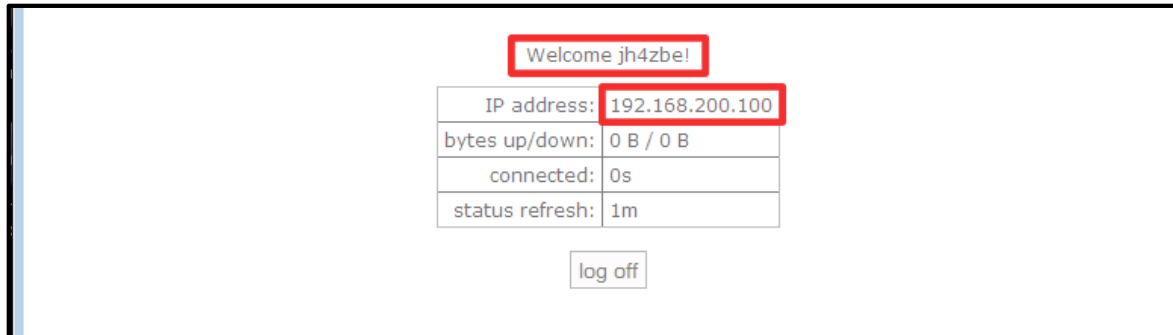 Welcome jh4zbe!
IP address: 192.168.200.100
bytes up/down: 0 B / 0 B
connected: 0s
status refresh: 1m
log off